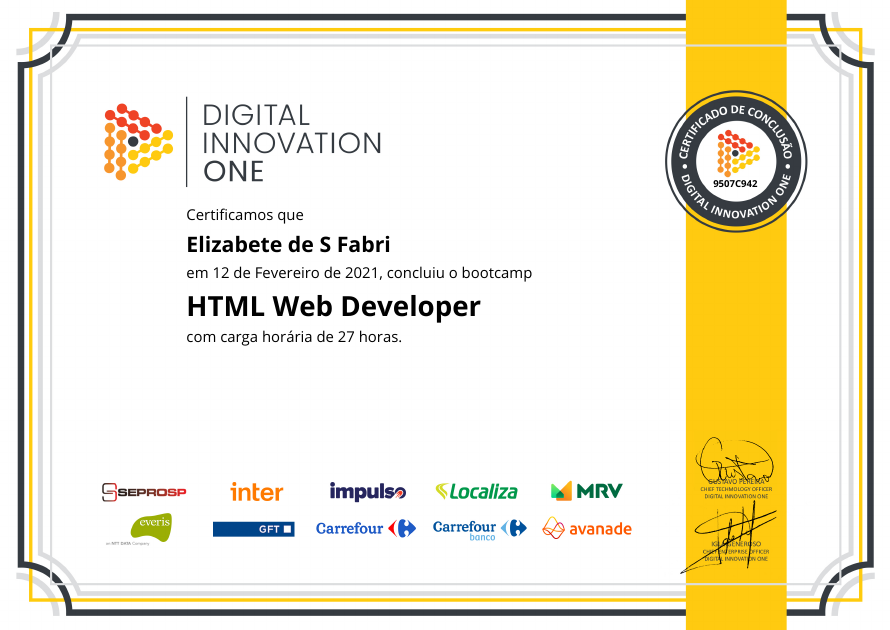 DIGITAL
INNOVATION
ONE
Certificamos que
Elizabete de S Fabri
em 12 de Fevereiro de 2021, concluiu o bootcamp
HTML Web Developer
com carga horária de 27 horas.
• CERTIFICADO DE CONCLUSÃO •
9507C942
DIGITAL INNOVATION ONE
SEPROSP
inter
impulso
Localiza
MRV
everis
an NTT DATA Company
GFT
Carrefour
Carrefour
banco
avanade
GUSTAVO PEREIRA
CHIEF TECHNOLOGY OFFICER
DIGITAL INNOVATION ONE
GENEROSO
CHIEF ENTERPRISE OFFICER
DIGITAL INNOVATION ONE